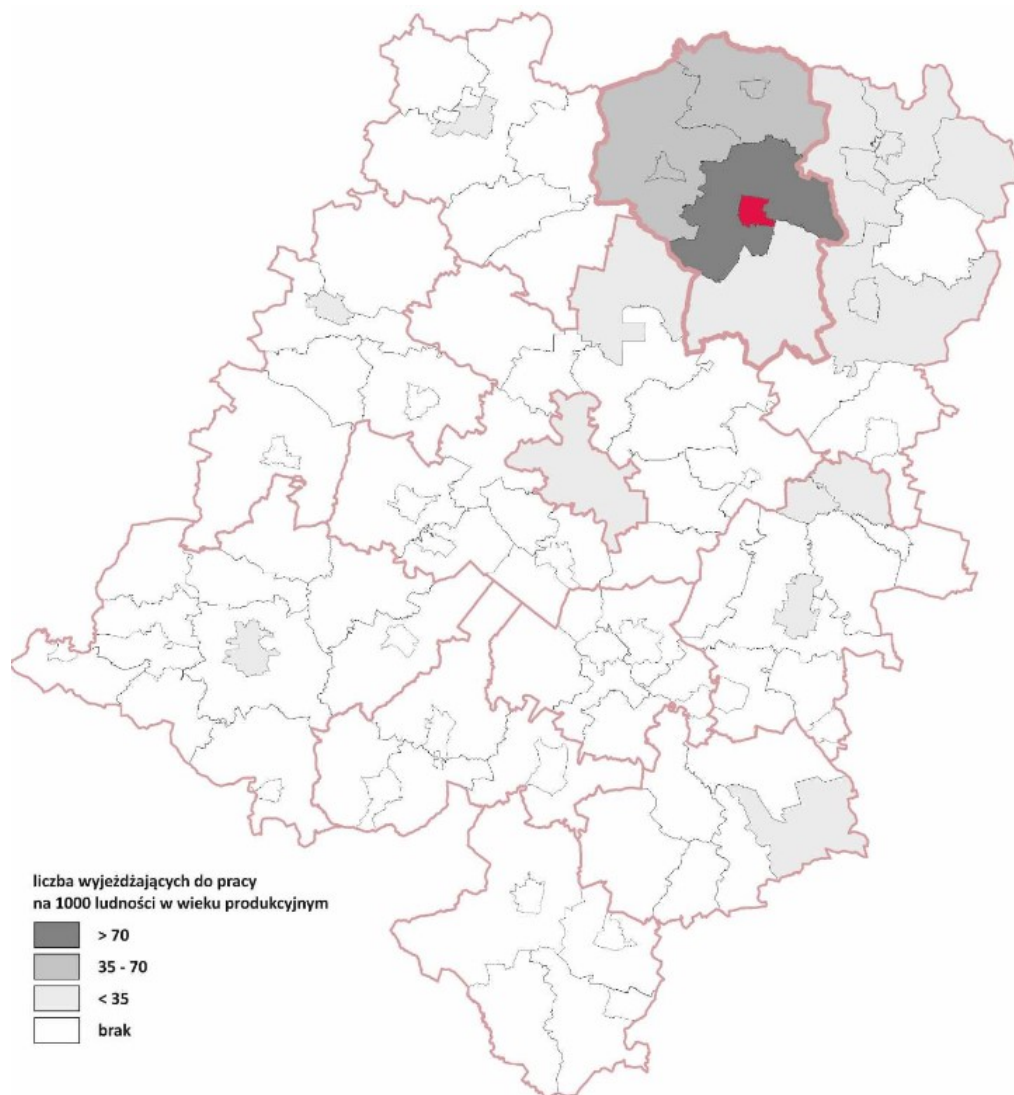 liczba wyjeżdżających do pracy
na 1000 ludności w wieku produkcyjnym
> 70
35 - 70
< 35
brak